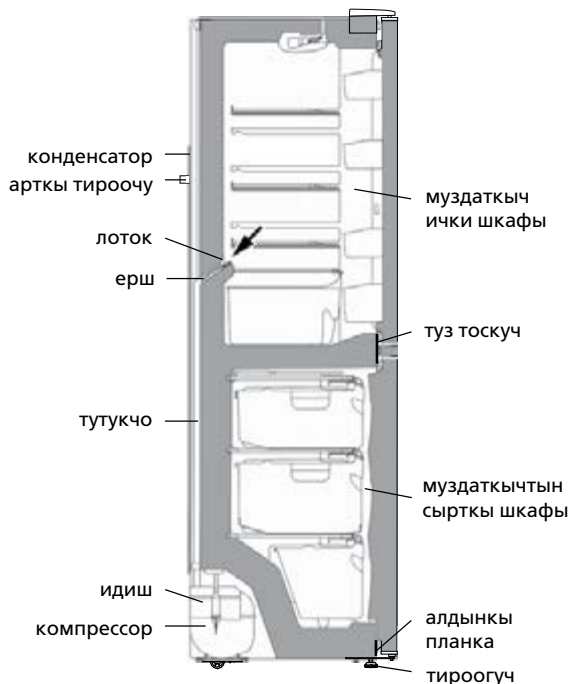 конденсатор
арткы тироочу
лоток
ерш
тутукчо
идиш
компрессор
муздаткыч
ички шкафы
туз тоскуч
муздаткычтын
сырткы шкафы
алдынкы
планка
тироогуч